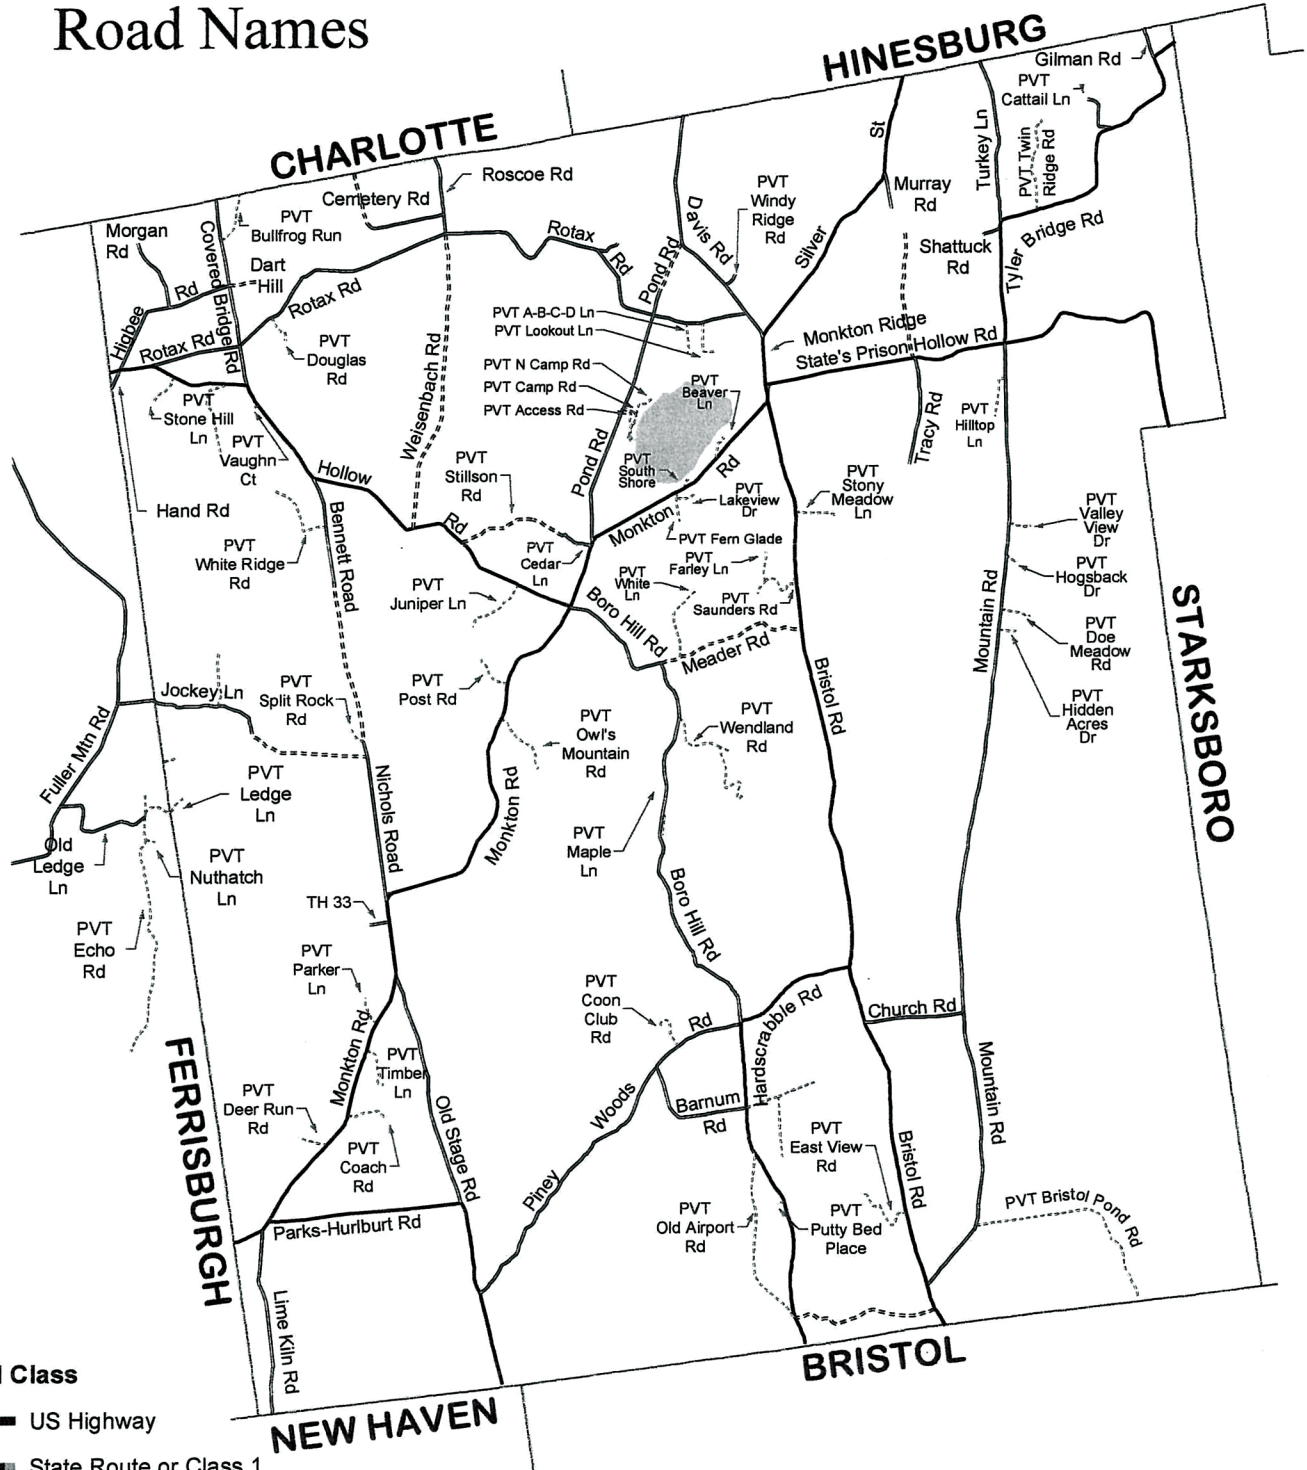 Road Names
HINESBURG
CHARLOTTE
Gilman Rd
PVT
Cattail Ln
Turkey Ln
PVT Twin
Ridge Rd
St
Murray
Rd
Silver
Shattuck
Rd
Tyler
Bridge Rd
Roscoe Rd
Cemetery Rd
PVT
Bullfrog Run
Covered
Bridge Rd
Morgan
Rd
Dart
Hill
Higbee
Rd
Rotax Rd
Rotax Rd
Rotax
Rd
PVT
Douglas
Rd
Davis Rd
Pond Rd
PVT
Windy
Ridge
Rd
PVT A-B-C-D Ln
PVT Lookout Ln
Monkton Ridge
State's Prison Hollow Rd
PVT N Camp Rd
PVT Camp Rd
PVT Access Rd
PVT
Beaver
Ln
PVT
South
Shore
Pond Rd
Weisenbach Rd
PVT
Stone Hill
Ln
PVT
Vaughn
Ct
Hand Rd
Hollow
Rd
PVT
Stillson
Rd
PVT
Cedar
Ln
Monkton
Rd
PVT
Lakeview
Dr
PVT Fern Glade
PVT
Farley Ln
PVT
White
Ln
PVT
Saunders Rd
PVT
Stony
Meadow
Ln
Tracy Rd
PVT
Hilltop
Ln
PVT
Valley
View
Dr
PVT
Hogsback
Dr
PVT
Doe
Meadow
Rd
PVT
Hidden
Acres
Dr
Mountain Rd
STARKSBORO
PVT
White Ridge
Rd
Bennett Road
PVT
Juniper Ln
Boro Hill Rd
Meader Rd
Bristol Rd
Jockey Ln
PVT
Split Rock
Rd
PVT
Post Rd
PVT
Owl's
Mountain
Rd
PVT
Wendland
Rd
Fuller Mtn Rd
PVT
Ledge
Ln
Old
Ledge
Ln
PVT
Nuthatch
Ln
PVT
Echo
Rd
Nichols Road
Monkton Rd
PVT
Maple
Ln
Boro Hill Rd
TH 33
PVT
Parker
Ln
PVT
Coon
Club
Rd
Hardscrabble Rd
Church Rd
Mountain Rd
Monkton Rd
PVT
Timber
Ln
PVT
Deer Run
Rd
PVT
Coach
Rd
Old Stage Rd
Piney
Woods
Rd
Barnum
Rd
PVT
East View
Rd
Bristol Rd
PVT
Old Airport
Rd
PVT
Putty Bed
Place
PVT Bristol Pond Rd
Parks-Hurlburt Rd
FERRISBURGH
Lime Kiln Rd
BRISTOL
NEW HAVEN
Class
US Highway
State Route or Class 1